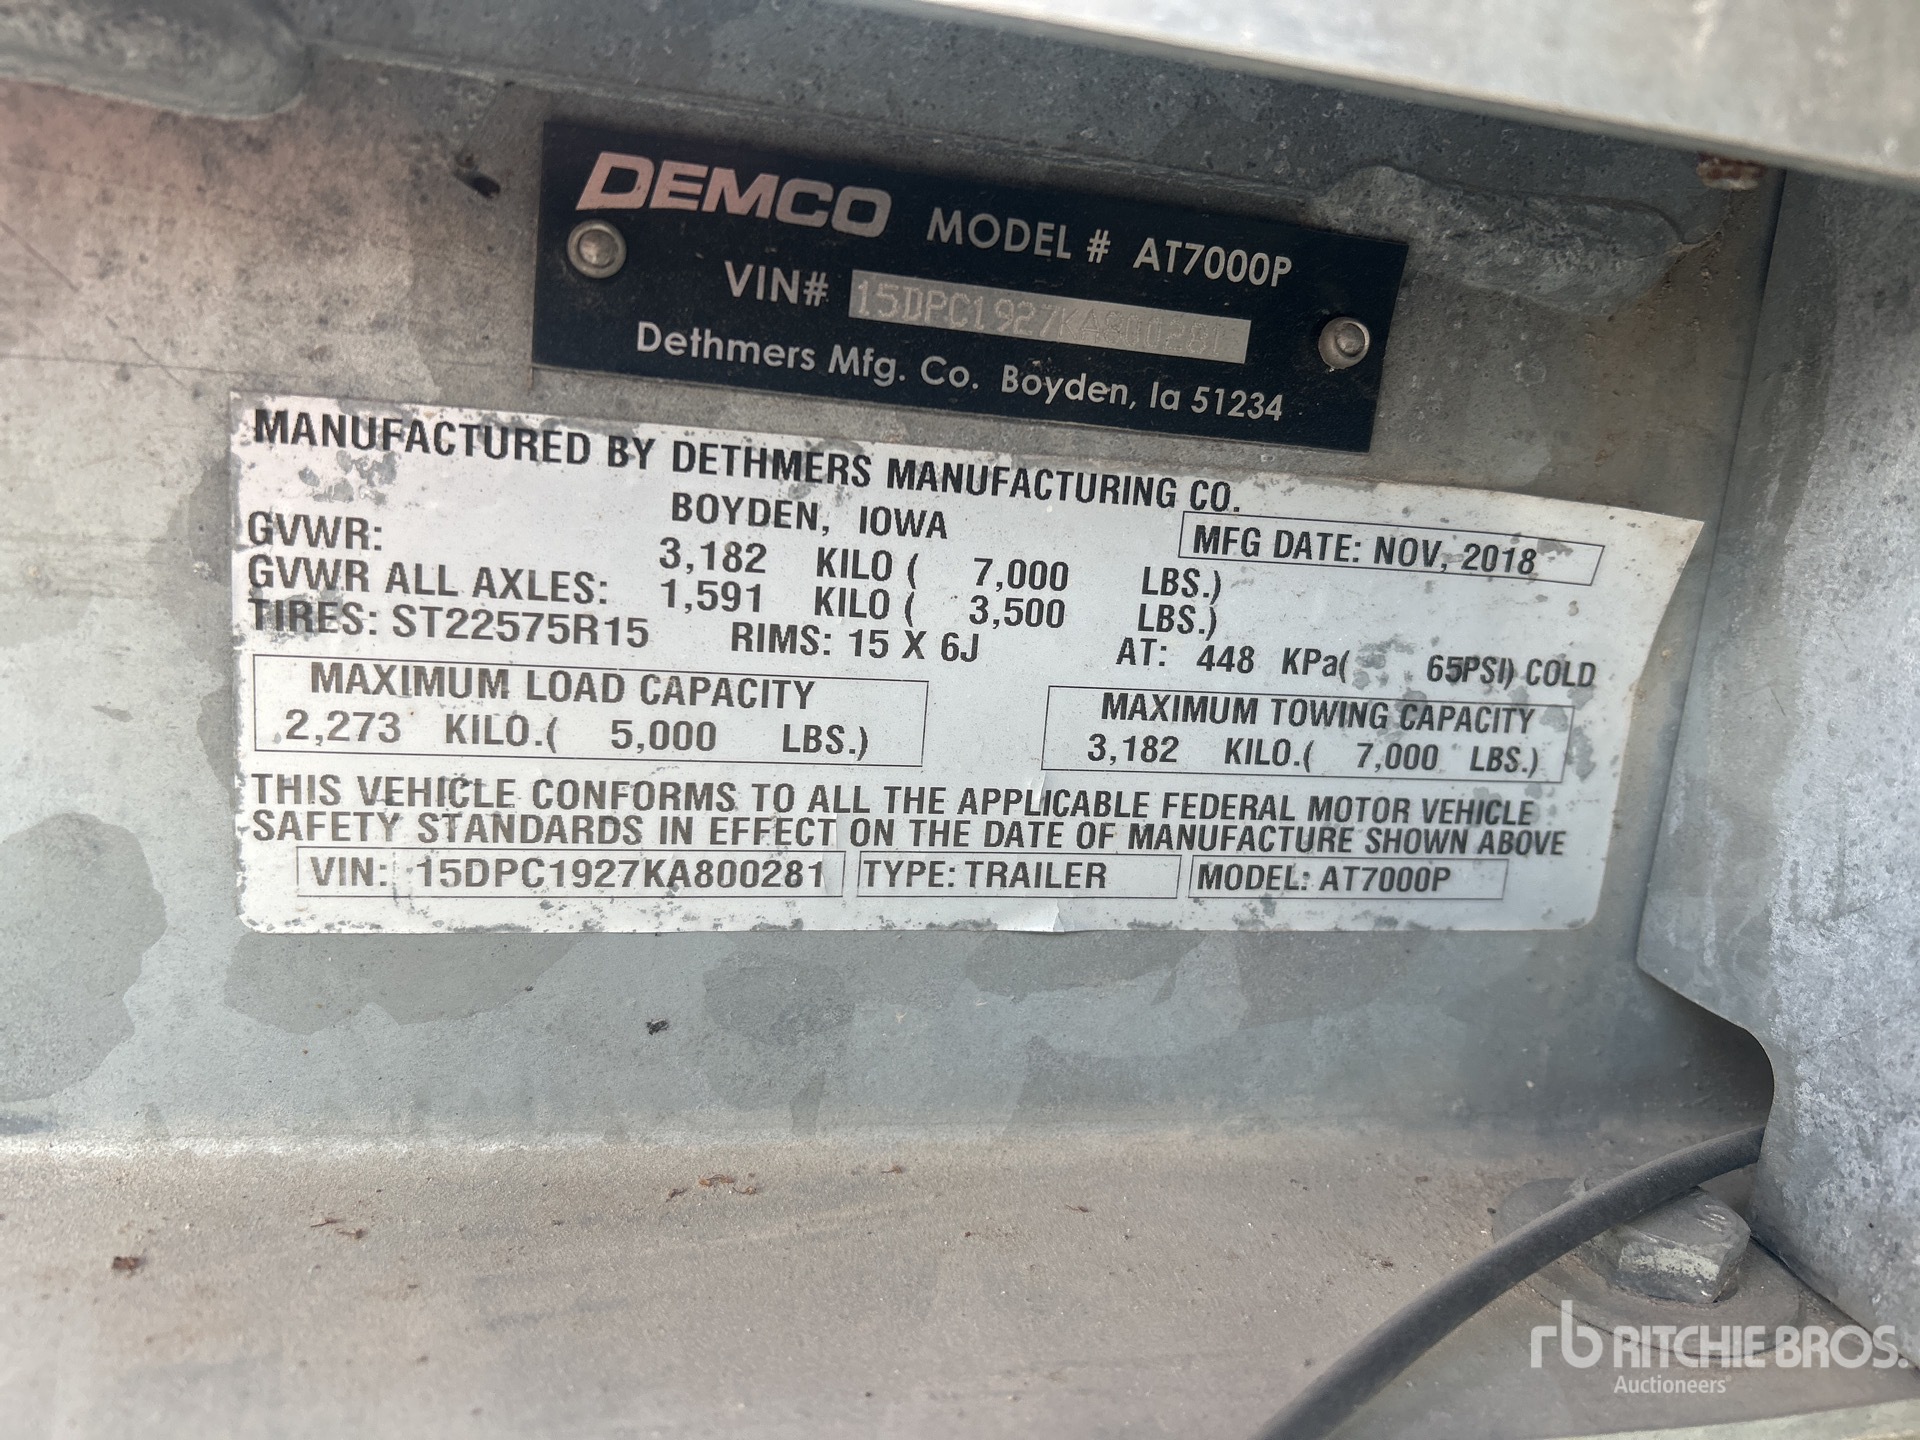 DEMCO MODEL # AT7000P
VIN# 15DPC1927KA800281
Dethmers Mfg. Co. Boyden, Ia 51234
MANUFACTURED BY DETHMERS MANUFACTURING CO.
BOYDEN, IOWA
MFG DATE: NOV, 2018
GVWR: 3,182 KILO ( 7,000 LBS.)
GVWR ALL AXLES: 1,591 KILO ( 3,500 LBS.)
TIRES: ST22575R15 RIMS: 15 X 6J AT: 448 KPa( 65PSI) COLD
MAXIMUM LOAD CAPACITY
2,273 KILO.( 5,000 LBS.)
MAXIMUM TOWING CAPACITY
3,182 KILO.( 7,000 LBS.)
THIS VEHICLE CONFORMS TO ALL THE APPLICABLE FEDERAL MOTOR VEHICLE
SAFETY STANDARDS IN EFFECT ON THE DATE OF MANUFACTURE SHOWN ABOVE
VIN: 15DPC1927KA800281 TYPE: TRAILER MODEL: AT7000P
rb RITCHIE BROS.
Auctioneers